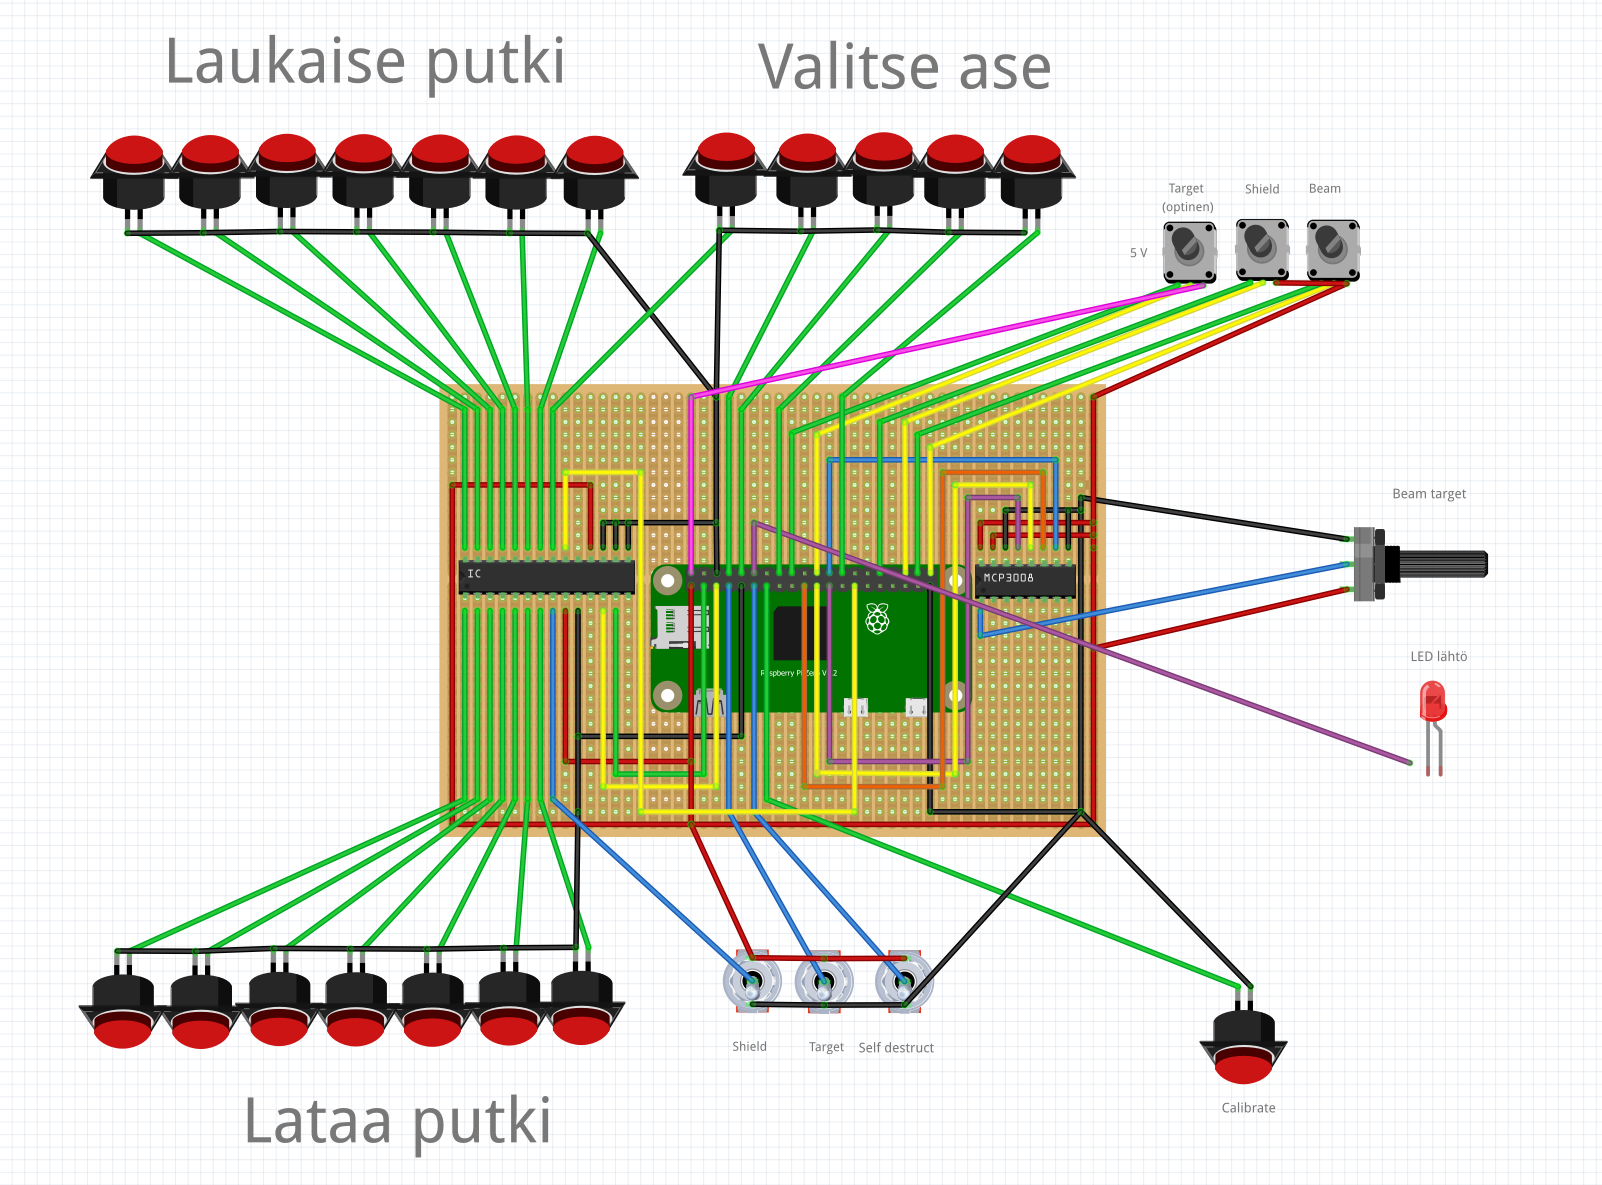 Laukaise putki
Valitse ase
Target
(optinen)
Shield
Beam
5 V
IC
MCP3008
Raspberry Pi Zero V1.2
Beam target
LED lähtö
Shield
Target
Self destruct
Lataa putki
Calibrate